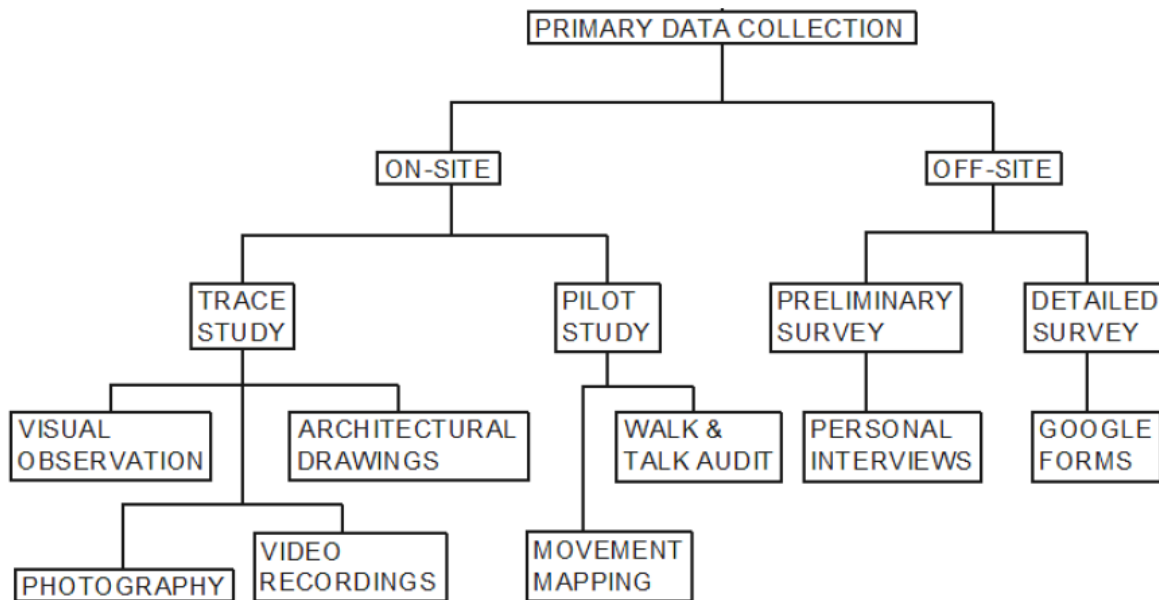 PRIMARY DATA COLLECTION
ON-SITE
OFF-SITE
TRACE
STUDY
PILOT
STUDY
PRELIMINARY
SURVEY
DETAILED
SURVEY
VISUAL
OBSERVATION
ARCHITECTURAL
DRAWINGS
WALK &
TALK AUDIT
PERSONAL
INTERVIEWS
GOOGLE
FORMS
PHOTOGRAPHY
VIDEO
RECORDINGS
MOVEMENT
MAPPING